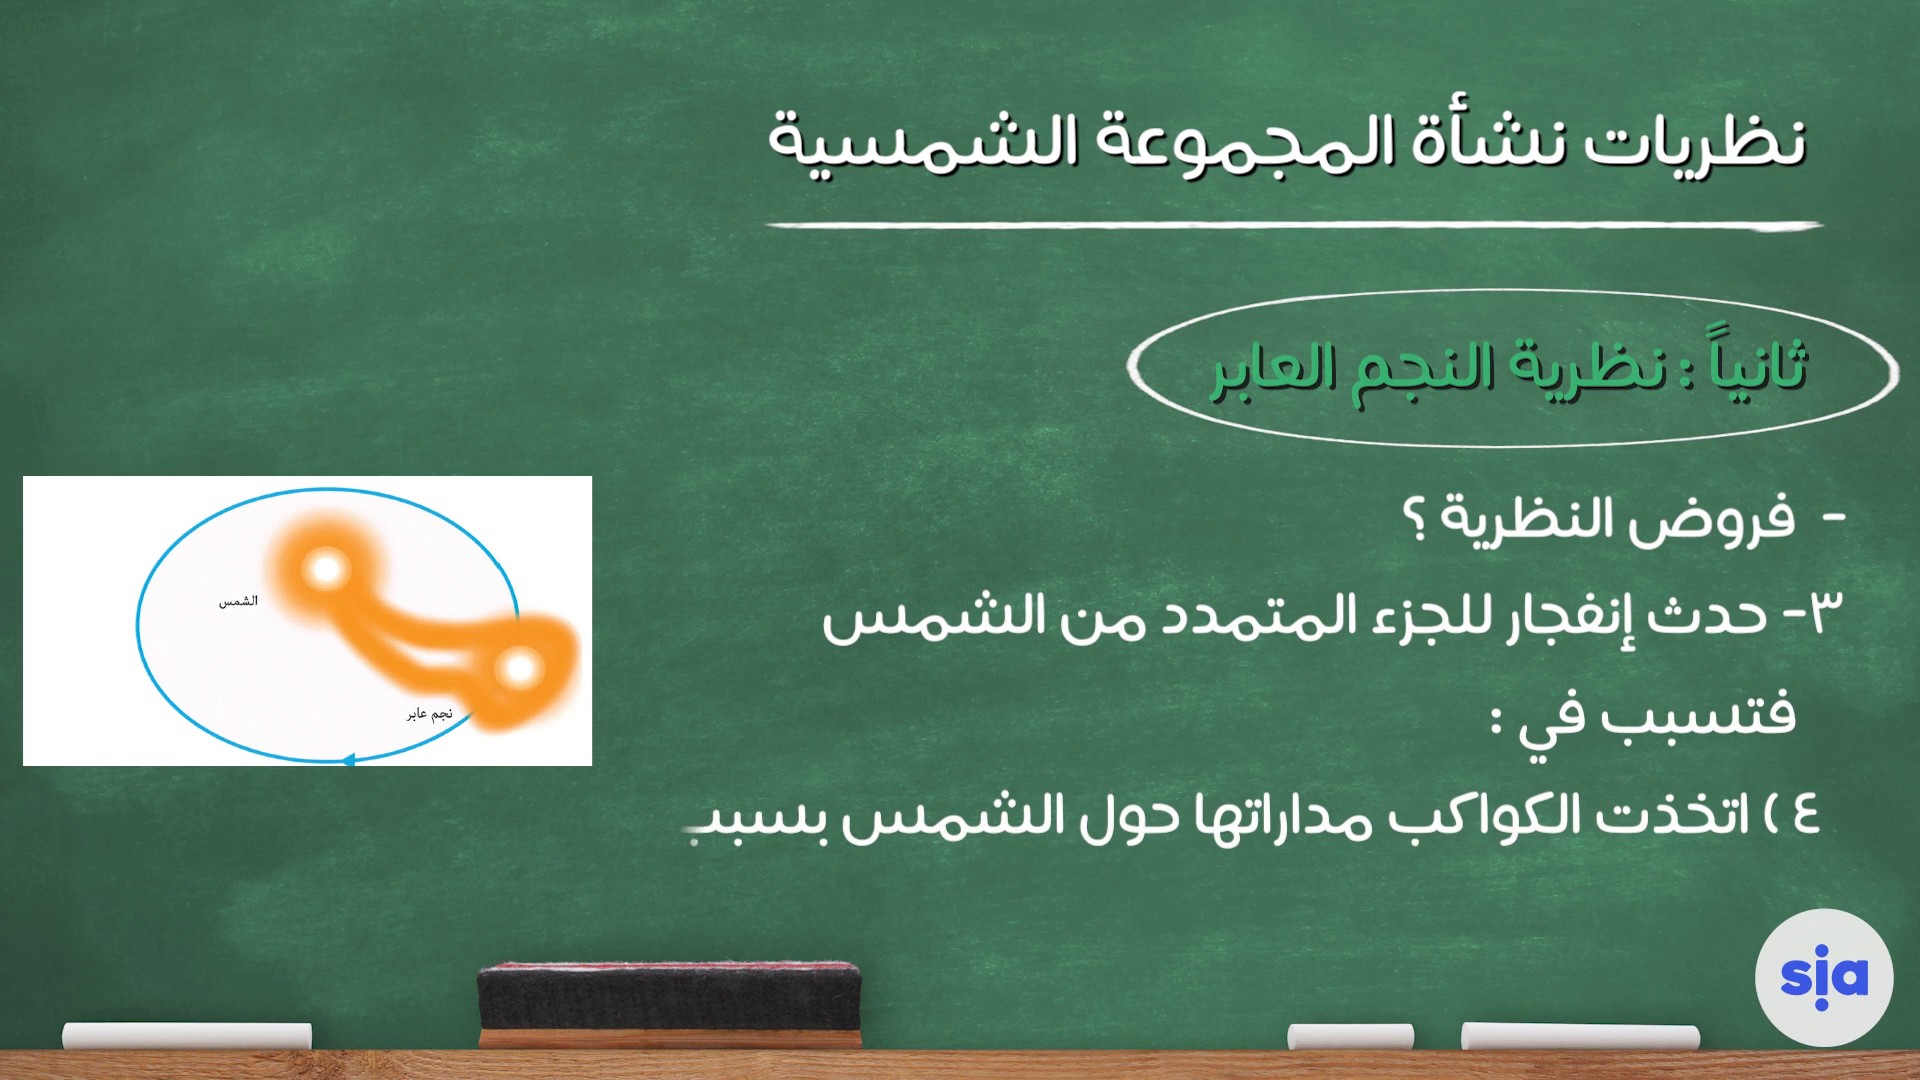 نظريات نشأة المجموعة الشمسية
ثانياً : نظرية النجم العابر
- فروض النظرية ؟
٣- حدث إنفجار للجزء المتمدد من الشمس
فتسبب في :
٤ ) اتخذت الكواكب مداراتها حول الشمس
الشمس
نجم عابر
sia